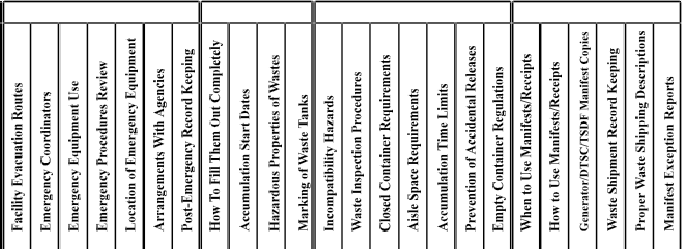 Facility Evacuation Routes
Emergency Coordinators
Emergency Equipment Use
Emergency Procedures Review
Location of Emergency Equipment
Arrangements With Agencies
Post-Emergency Record Keeping
How To Fill Them Out Completely
Accumulation Start Dates
Hazardous Properties of Wastes
Marking of Waste Tanks
Incompatibility Hazards
Waste Inspection Procedures
Closed Container Requirements
Aisle Space Requirements
Accumulation Time Limits
Prevention of Accidental Releases
Empty Container Regulations
When to Use Manifests/Receipts
How to Use Manifests/Receipts
Generator/DTSC/TSDF Manifest Copies
Waste Shipment Record Keeping
Proper Waste Shipping Descriptions
Manifest Exception Reports